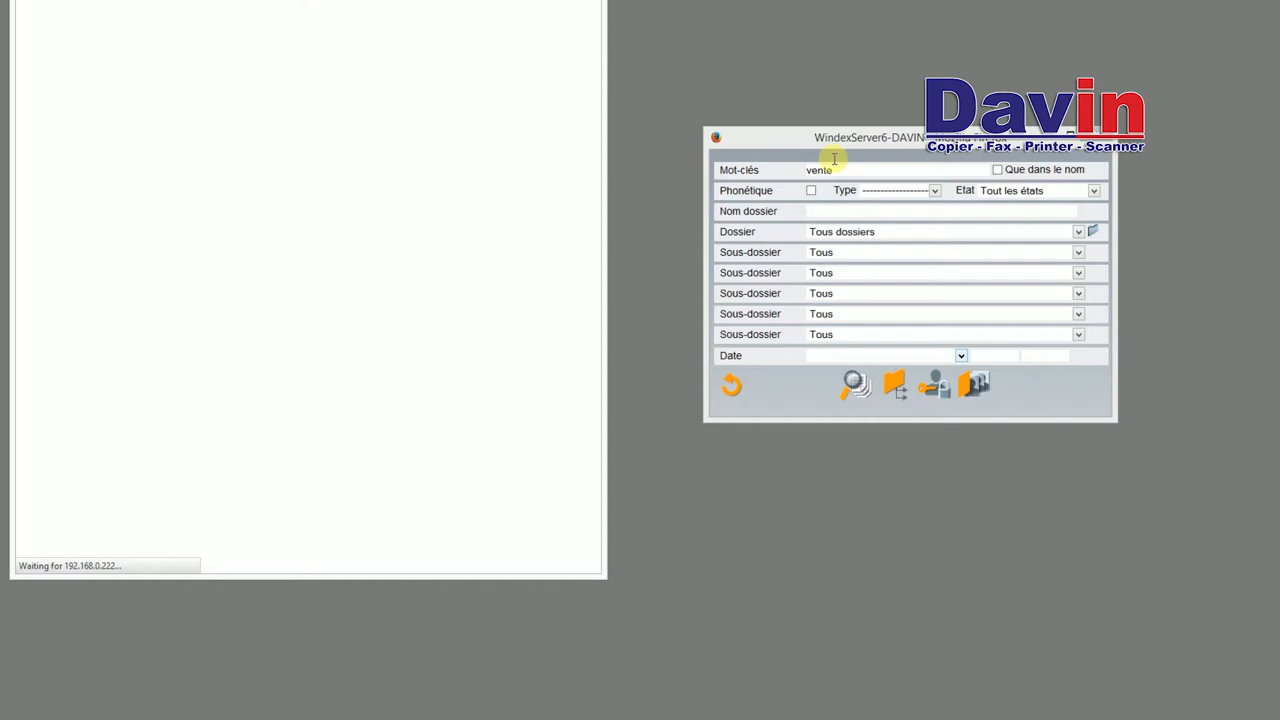 Davin
Copier - Fax - Printer - Scanner
WindexServer6-DAVIN
Mot-clés vente Que dans le nom
Phonétique Type ------------------- Etat Tout les états
Nom dossier
Dossier Tous dossiers
Sous-dossier Tous
Sous-dossier Tous
Sous-dossier Tous
Sous-dossier Tous
Sous-dossier Tous
Date
Waiting for 192.168.0.222...